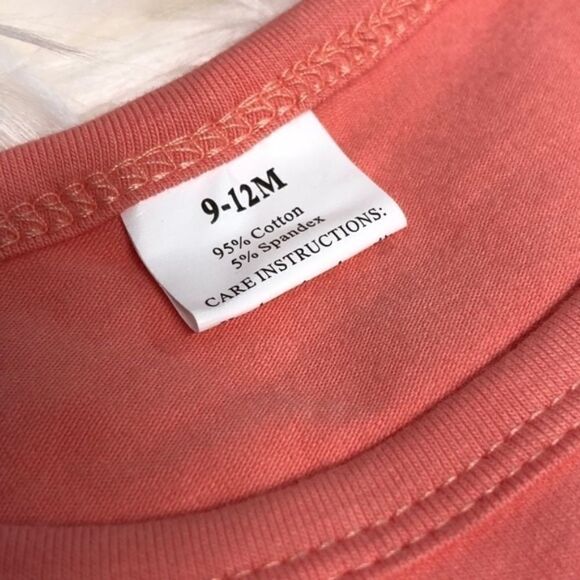 9-12M
95% Cotton
5% Spandex
CARE INSTRUCTIONS: